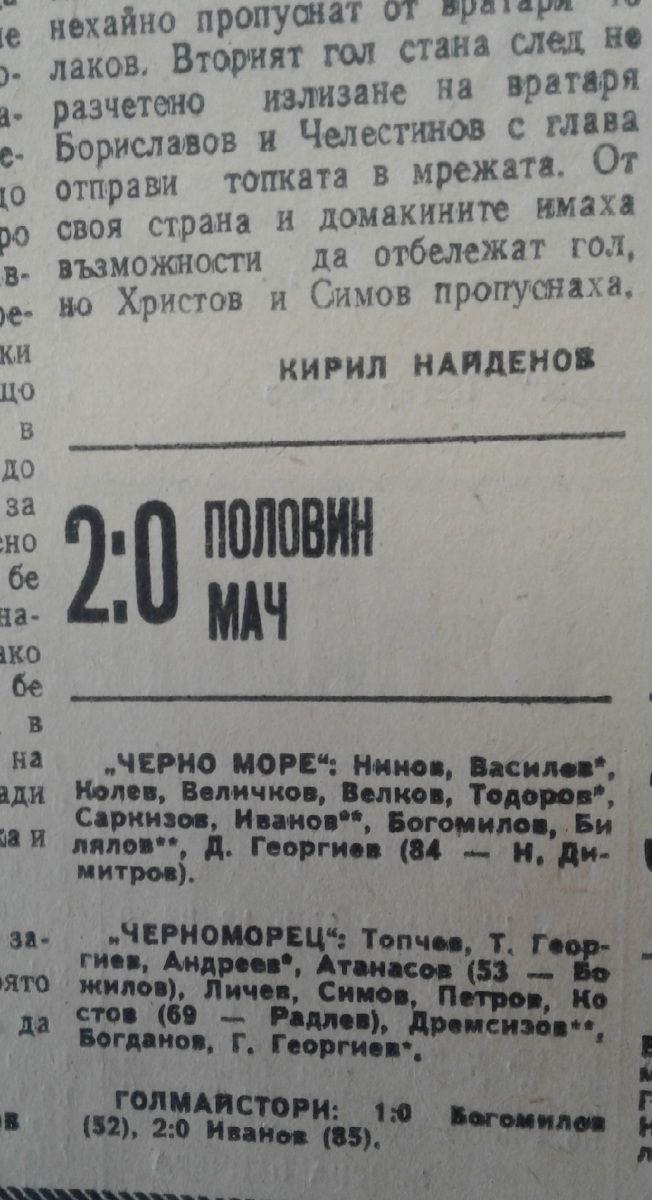 нехайно пропуснат от вратаря
лаков. Вторият гол стана след не
разчетено излизане на вратаря
Бориславов и Челестинов с глава
отправи топката в мрежата. От
своя страна и домакините имаха
възможности да отбележат гол,
но Христов и Симов пропуснаха.
КИРИЛ НАЙДЕНОВ
2:0 ПОЛОВИН
МАЧ
„ЧЕРНО МОРЕ“: Нинов, Василев*,
Колев, Величков, Велков, Тодоров*,
Саркизов, Иванов**, Богомилов, Би
лялов**, Д. Георгиев (84 — Н. Ди-
митров).
„ЧЕРНОМОРЕЦ“: Топчев, Т. Геор-
гиев, Андреев*, Атанасов (53 — Бо
жилов), Личев, Симов, Петров, Ко
стов (69 — Радлев), Дремсизов**,
Богданов, Г. Георгиев*.
ГОЛМАЙСТОРИ: 1:0 Богомилов
(52), 2:0 Иванов (85).